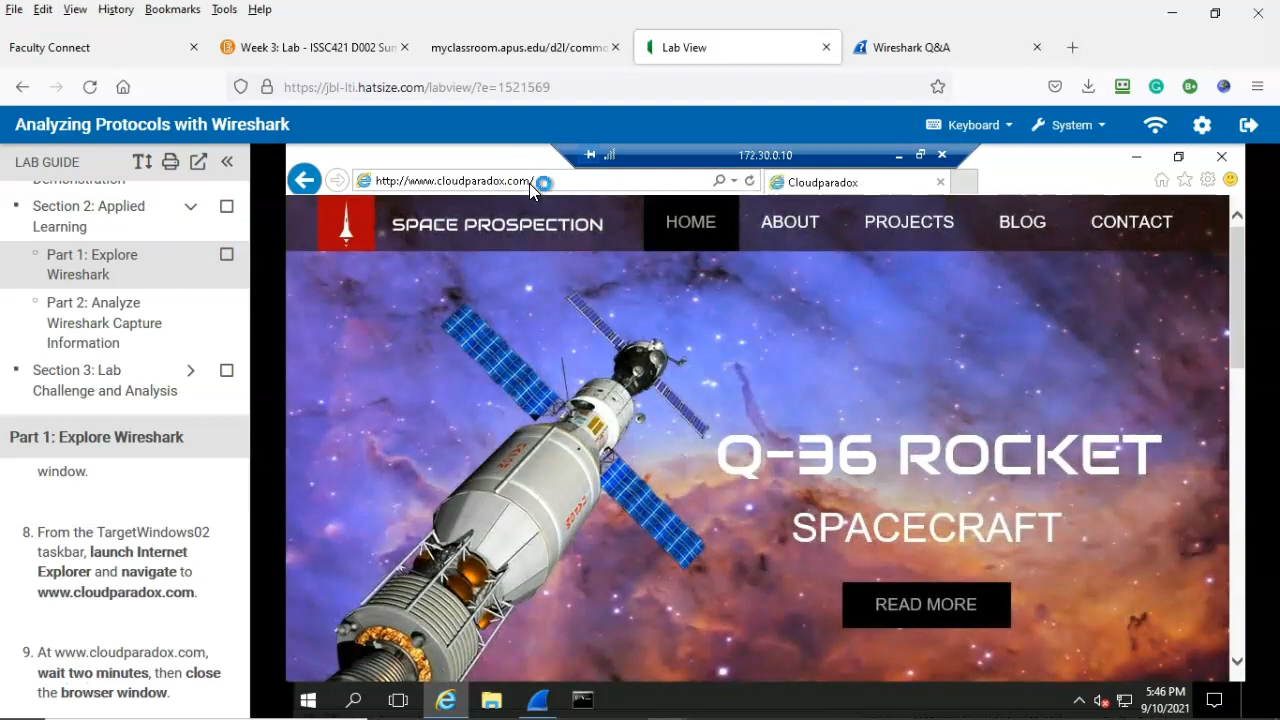 File Edit View History Bookmarks Tools Help
Faculty Connect
Week 3: Lab - ISSC421 D002 Sum
myclassroom.apus.edu/d2l/commo
Lab View
Wireshark Q&A
https://jbl-lti.hatsize.com/labview/?e=1521569
Analyzing Protocols with Wireshark
Keyboard
System
LAB GUIDE
Demonstration
Section 2: Applied
Learning
Part 1: Explore
Wireshark
Part 2: Analyze
Wireshark Capture
Information
Section 3: Lab
Challenge and Analysis
Part 1: Explore Wireshark
window.
8. From the TargetWindows02
taskbar, launch Internet
Explorer and navigate to
www.cloudparadox.com.
9. At www.cloudparadox.com,
wait two minutes, then close
the browser window.
172.30.0.10
http://www.cloudparadox.com/
Cloudparadox
SPACE PROSPECTION
HOME ABOUT PROJECTS BLOG CONTACT
Q-36 ROCKET
SPACECRAFT
READ MORE
5:46 PM
9/10/2021